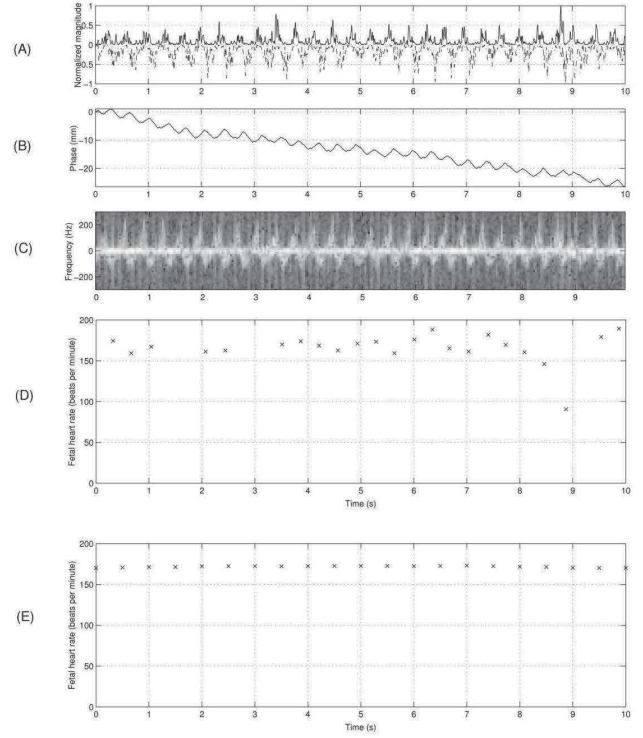 (A)
Normalized magnitude
1
0.5
0
−0.5
−1
0 1 2 3 4 5 6 7 8 9 10
(B)
Phase (mm)
0
−10
−20
0 1 2 3 4 5 6 7 8 9 10
(C)
Frequency (Hz)
200
0
−200
0 1 2 3 4 5 6 7 8 9
(D)
Fetal heart rate (beats per minute)
200
150
100
50
0
0 1 2 3 4 5 6 7 8 9 10
Time (s)
(E)
Fetal heart rate (beats per minute)
200
150
100
50
0
0 1 2 3 4 5 6 7 8 9 10
Time (s)